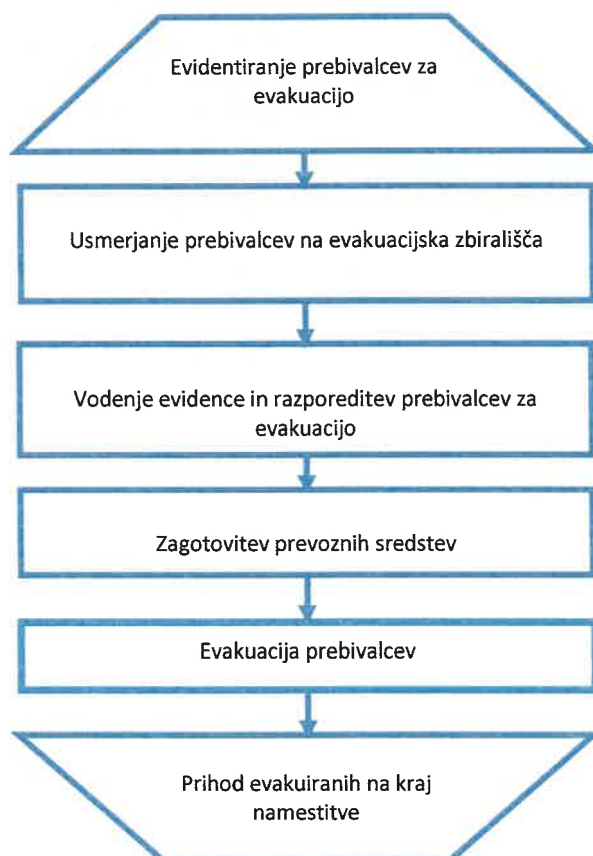 Evidentiranje prebivalcev za
evakuacijo
Usmerjanje prebivalcev na evakuacijska zbirališča
Vodenje evidence in razporeditev prebivalcev za
evakuacijo
Zagotovitev prevoznih sredstev
Evakuacija prebivalcev
Prihod evakuiranih na kraj
namestitve